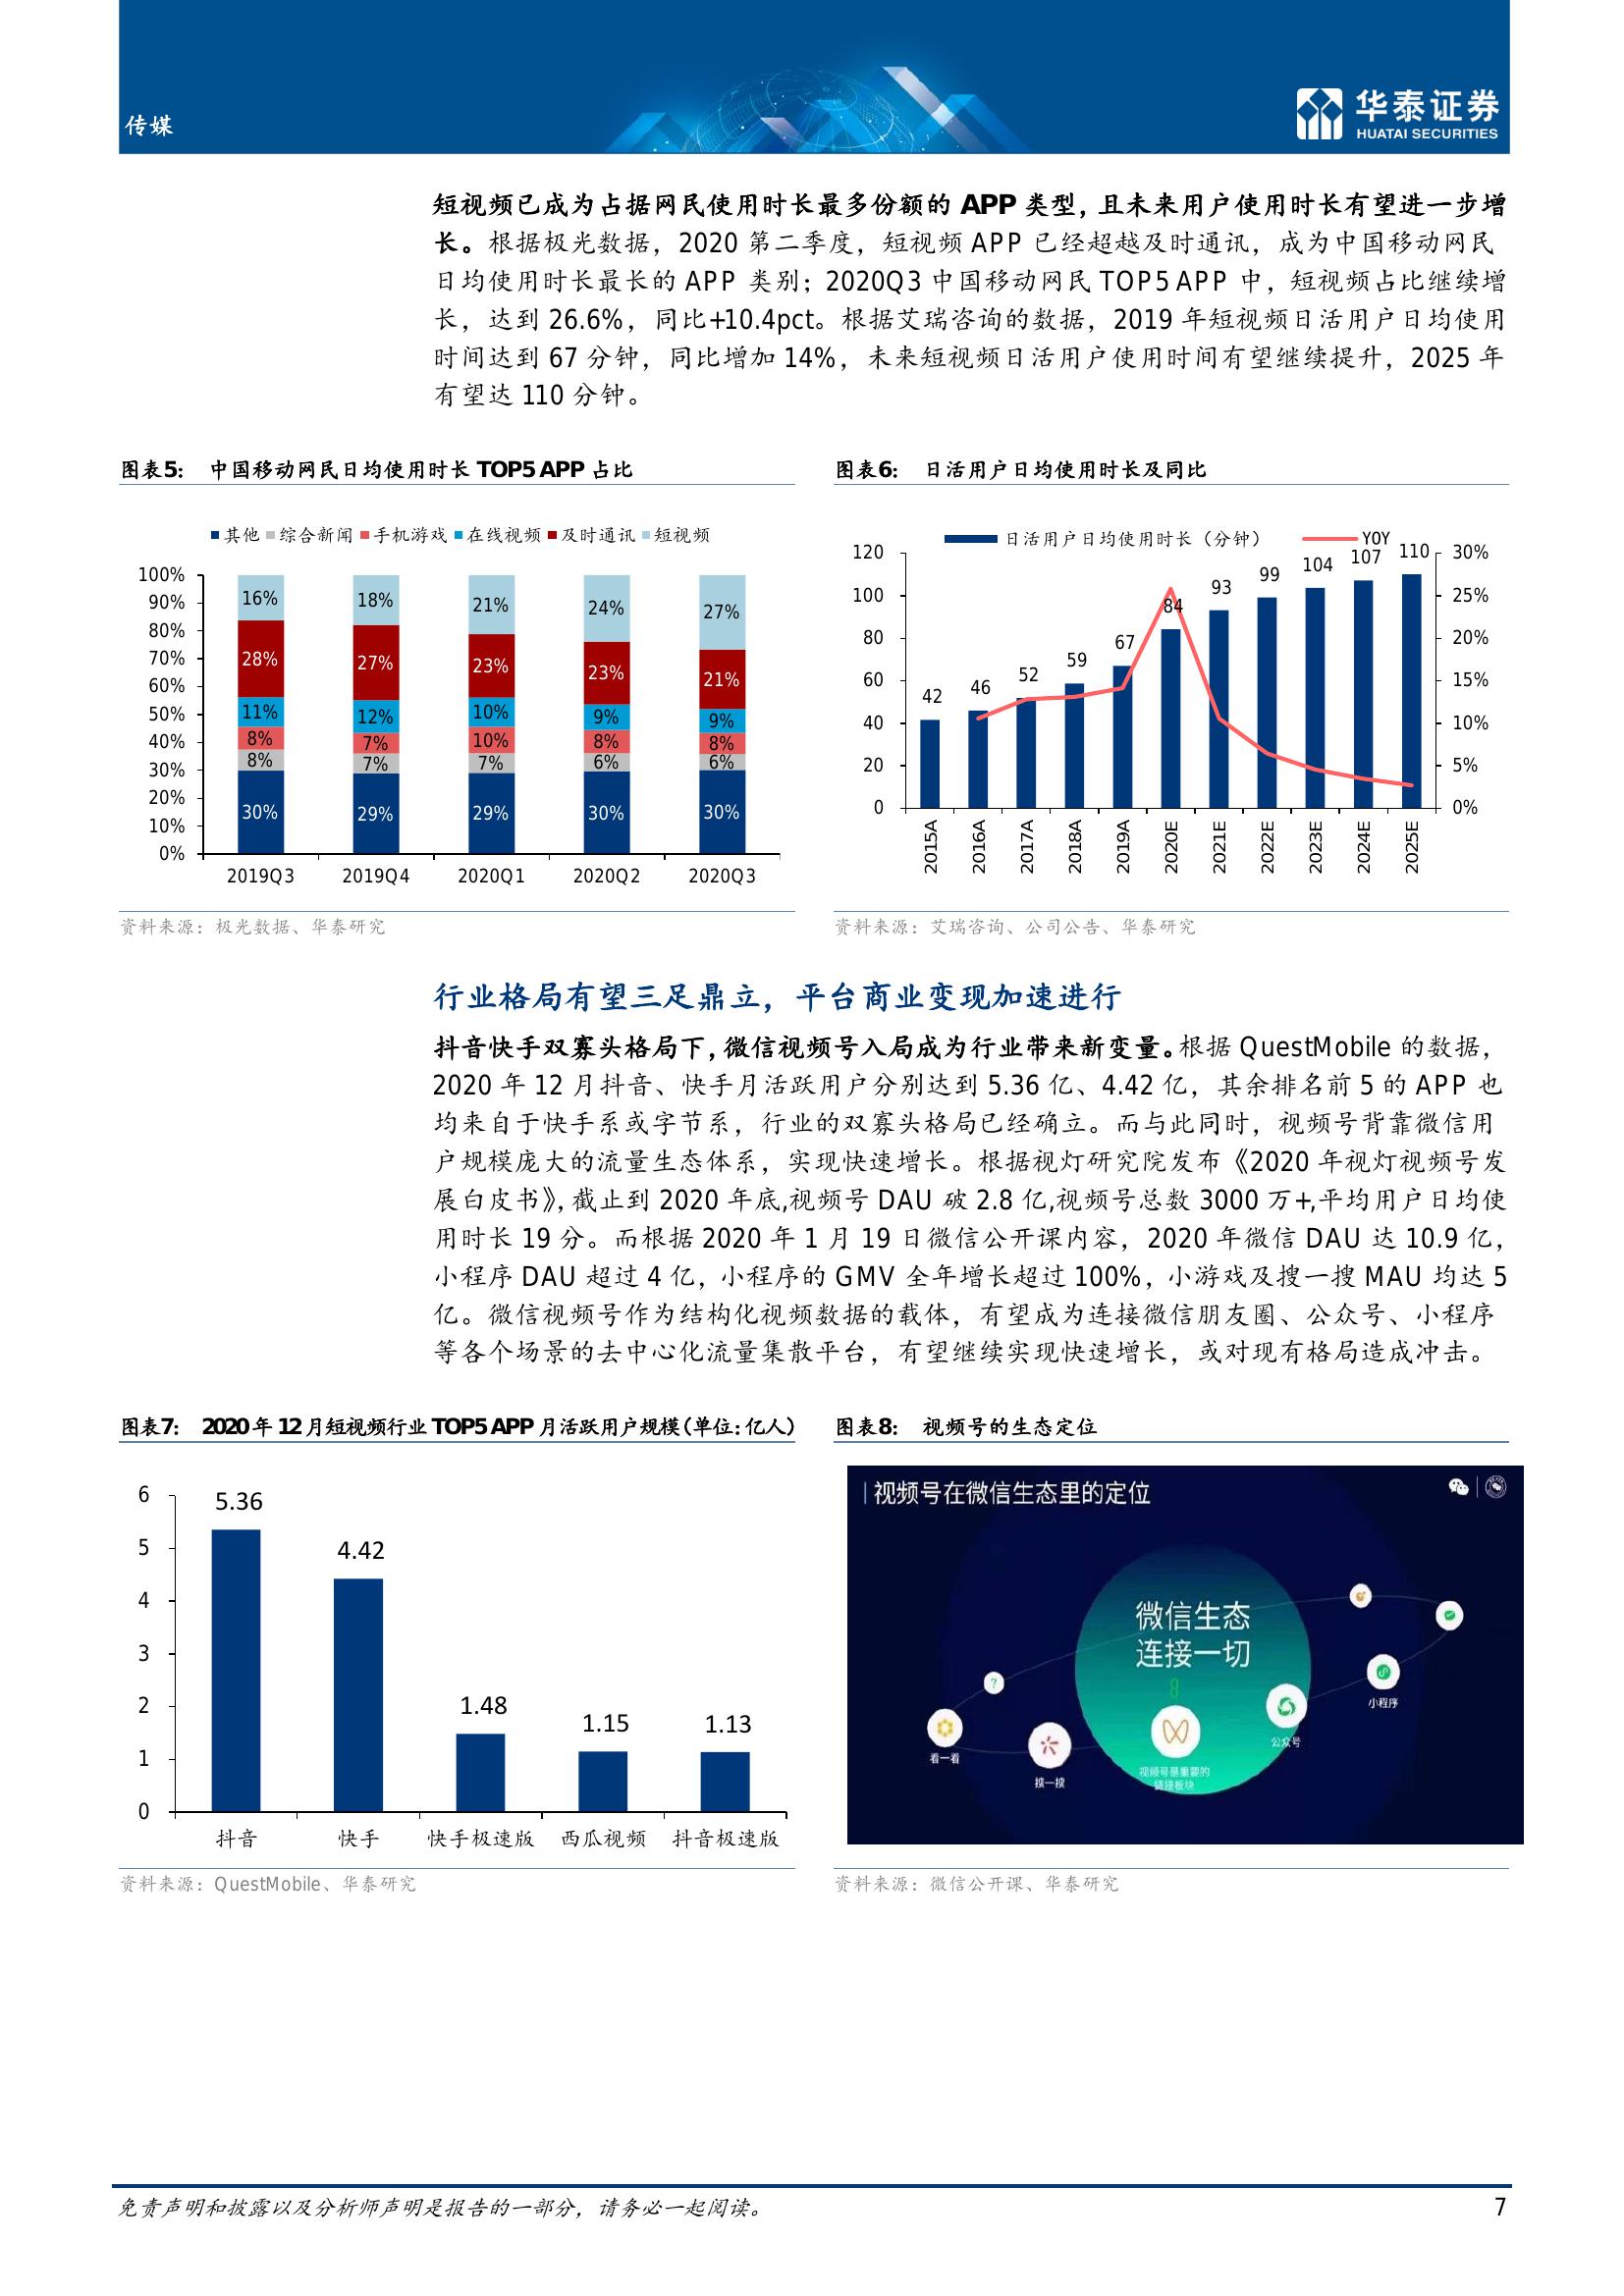 传媒
华泰证券
HUATAI SECURITIES
短视频已成为占据网民使用时长最多份额的 APP 类型，且未来用户使用时长有望进一步增
长。根据极光数据，2020 第二季度，短视频 APP 已经超越及时通讯，成为中国移动网民
日均使用时长最长的 APP 类别；2020Q3 中国移动网民 TOP5 APP 中，短视频占比继续增
长，达到 26.6%，同比+10.4pct。根据艾瑞咨询的数据，2019 年短视频日活用户日均使用
时间达到 67 分钟，同比增加 14%，未来短视频日活用户使用时间有望继续提升，2025 年
有望达 110 分钟。
图表5： 中国移动网民日均使用时长 TOP5 APP 占比
其他 综合新闻 手机游戏 在线视频 及时通讯 短视频
100%
90%
80%
70%
60%
50%
40%
30%
20%
10%
0%
16% 18% 21% 24% 27%
28% 27% 23% 23% 21%
11% 12% 10% 9% 9%
8% 7% 10% 8% 8%
8% 7% 7% 6% 6%
30% 29% 29% 30% 30%
2019Q3 2019Q4 2020Q1 2020Q2 2020Q3
资料来源：极光数据、华泰研究
图表6： 日活用户日均使用时长及同比
日活用户日均使用时长（分钟） YOY
120
100
80
60
40
20
0
42 46 52 59 67 84 93 99 104 107 110
30%
25%
20%
15%
10%
5%
0%
2015A 2016A 2017A 2018A 2019A 2020E 2021E 2022E 2023E 2024E 2025E
资料来源：艾瑞咨询、公司公告、华泰研究
行业格局有望三足鼎立，平台商业变现加速进行
抖音快手双寡头格局下，微信视频号入局成为行业带来新变量。根据 QuestMobile 的数据，
2020 年 12 月抖音、快手月活跃用户分别达到 5.36 亿、4.42 亿，其余排名前 5 的 APP 也
均来自于快手系或字节系，行业的双寡头格局已经确立。而与此同时，视频号背靠微信用
户规模庞大的流量生态体系，实现快速增长。根据视灯研究院发布《2020 年视灯视频号发
展白皮书》，截止到 2020 年底,视频号 DAU 破 2.8 亿,视频号总数 3000 万+,平均用户日均使
用时长 19 分。而根据 2020 年 1 月 19 日微信公开课内容，2020 年微信 DAU 达 10.9 亿，
小程序 DAU 超过 4 亿，小程序的 GMV 全年增长超过 100%，小游戏及搜一搜 MAU 均达 5
亿。微信视频号作为结构化视频数据的载体，有望成为连接微信朋友圈、公众号、小程序
等各个场景的去中心化流量集散平台，有望继续实现快速增长，或对现有格局造成冲击。
图表7： 2020 年 12 月短视频行业 TOP5 APP 月活跃用户规模（单位：亿人）
6
5
4
3
2
1
0
5.36 4.42 1.48 1.15 1.13
抖音 快手 快手极速版 西瓜视频 抖音极速版
资料来源：QuestMobile、华泰研究
图表8： 视频号的生态定位
视频号在微信生态里的定位
微信生态
连接一切
看一看
搜一搜
视频号是重要的
链接板块
公众号
小程序
资料来源：微信公开课、华泰研究
免责声明和披露以及分析师声明是报告的一部分，请务必一起阅读。
7